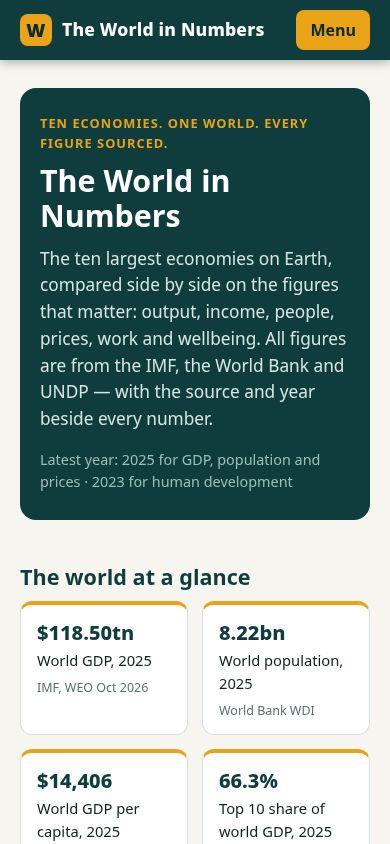 W The World in Numbers
Menu
TEN ECONOMIES. ONE WORLD. EVERY
FIGURE SOURCED.
The World in
Numbers
The ten largest economies on Earth,
compared side by side on the figures
that matter: output, income, people,
prices, work and wellbeing. All figures
are from the IMF, the World Bank and
UNDP — with the source and year
beside every number.
Latest year: 2025 for GDP, population and
prices · 2023 for human development
The world at a glance
$118.50tn
World GDP, 2025
IMF, WEO Oct 2026
8.22bn
World population,
2025
World Bank WDI
$14,406
World GDP per
capita, 2025
66.3%
Top 10 share of
world GDP, 2025